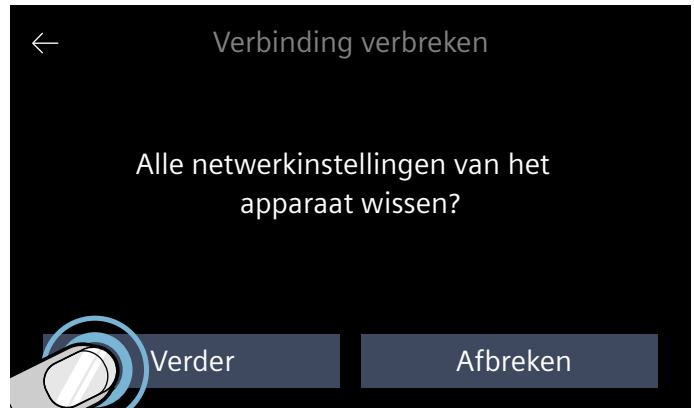 Verbinding verbreken
Alle netwerkinstellingen van het
apparaat wissen?
Verder
Afbreken